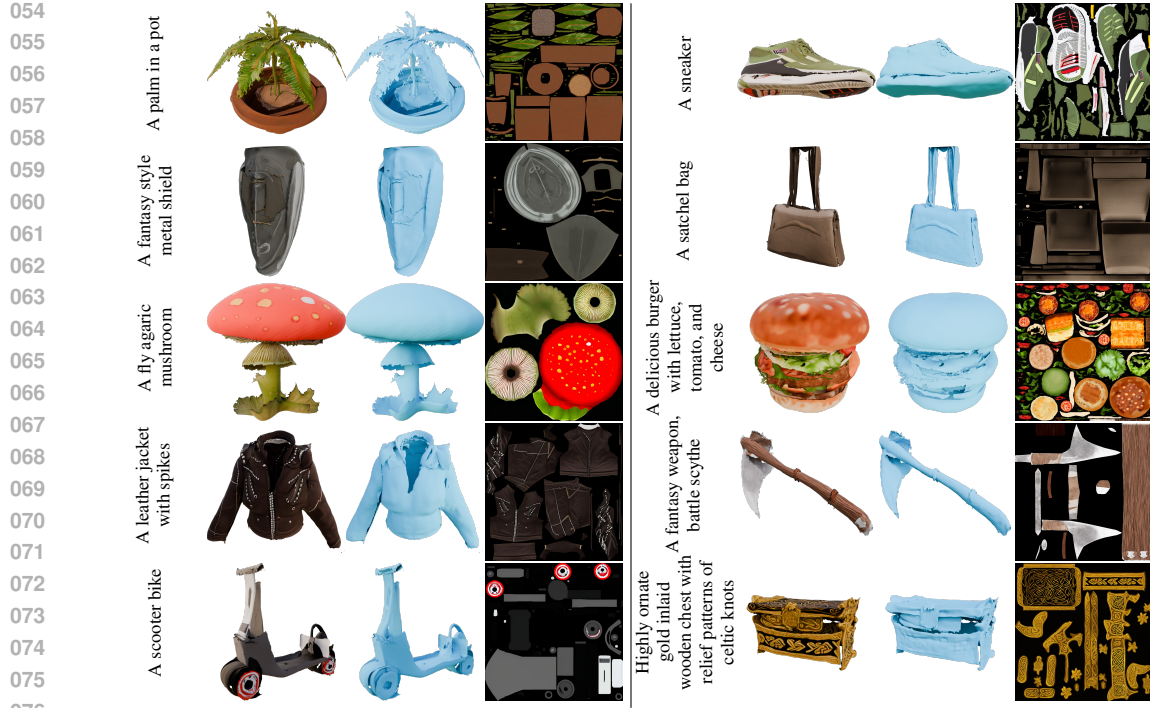 054
055
056
057
058
059
060
061
062
063
064
065
066
067
068
069
070
071
072
073
074
075
A palm in a pot
A fantasy style
metal shield
A fly agaric
mushroom
A leather jacket
with spikes
A scooter bike
A sneaker
A satchel bag
A delicious burger
with lettuce,
tomato, and
cheese
A fantasy weapon,
battle scythe
Highly ornate
gold inlaid
wooden chest with
relief patterns of
celtic knots